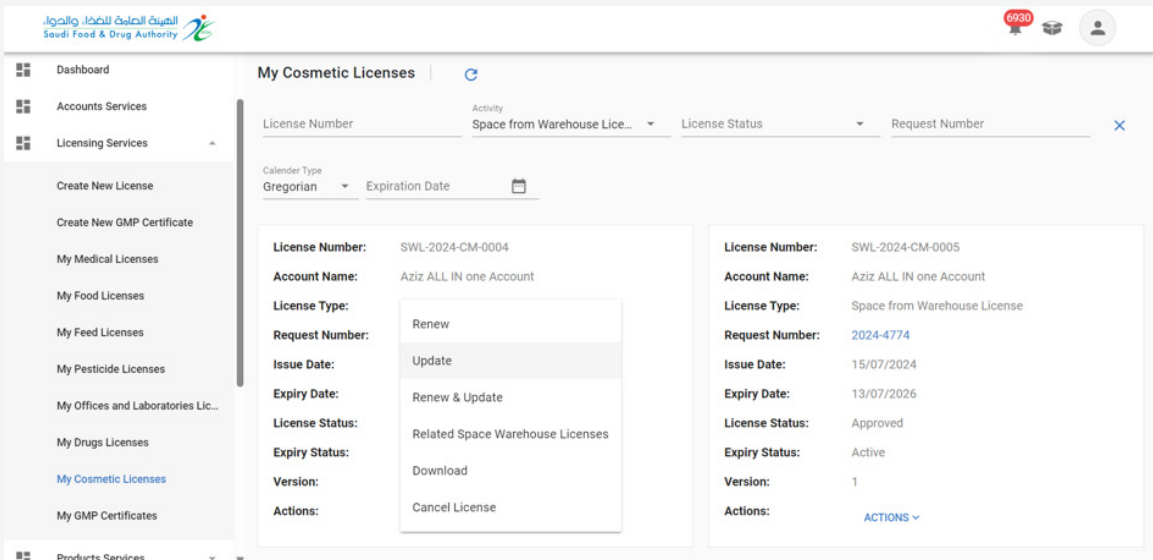 الهيئة العامة للغذاء والدواء
Saudi Food & Drug Authority
6930
Dashboard
Accounts Services
Licensing Services
Create New License
Create New GMP Certificate
My Medical Licenses
My Food Licenses
My Feed Licenses
My Pesticide Licenses
My Offices and Laboratories Lic...
My Drugs Licenses
My Cosmetic Licenses
My GMP Certificates
Products Services
My Cosmetic Licenses
License Number
Activity
Space from Warehouse Lice...
License Status
Request Number
Calender Type
Gregorian
Expiration Date
License Number: SWL-2024-CM-0004
Account Name: Aziz ALL IN one Account
License Type:
Request Number:
Issue Date:
Expiry Date:
License Status:
Expiry Status:
Version:
Actions:
Renew
Update
Renew & Update
Related Space Warehouse Licenses
Download
Cancel License
License Number: SWL-2024-CM-0005
Account Name: Aziz ALL IN one Account
License Type: Space from Warehouse License
Request Number: 2024-4774
Issue Date: 15/07/2024
Expiry Date: 13/07/2026
License Status: Approved
Expiry Status: Active
Version: 1
Actions: ACTIONS